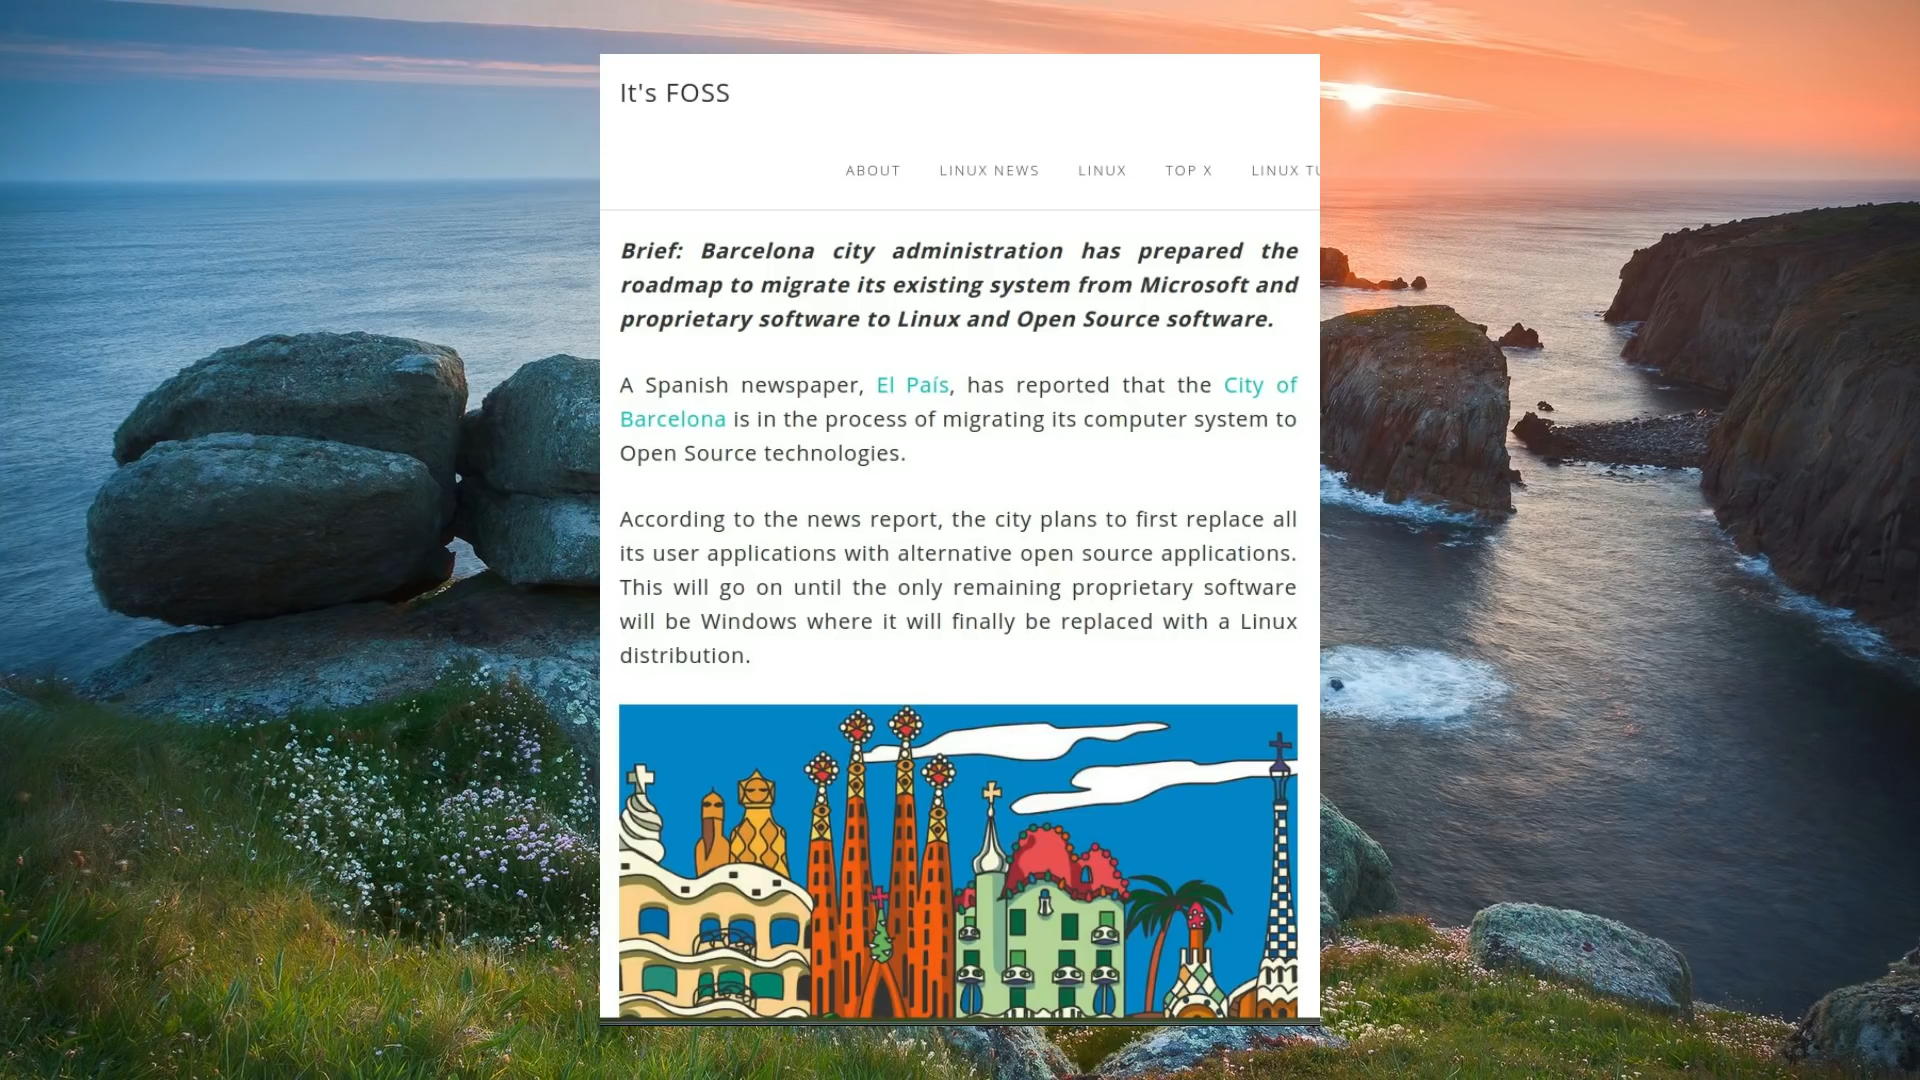 It's FOSS
ABOUT LINUX NEWS LINUX TOP X LINUX TU
Brief: Barcelona city administration has prepared the
roadmap to migrate its existing system from Microsoft and
proprietary software to Linux and Open Source software.
A Spanish newspaper, El País, has reported that the City of
Barcelona is in the process of migrating its computer system to
Open Source technologies.
According to the news report, the city plans to first replace all
its user applications with alternative open source applications.
This will go on until the only remaining proprietary software
will be Windows where it will finally be replaced with a Linux
distribution.